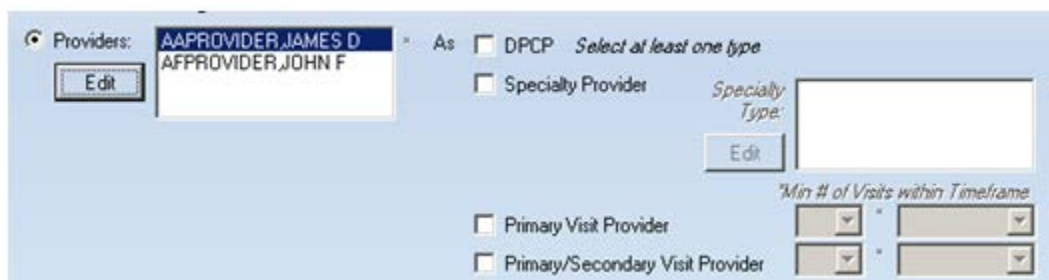 Providers: AAPROVIDER,JAMES D * As DPCP Select at least one type
AFPROVIDER,JOHN F
Edit
Specialty Provider
Specialty
Type:
Edit
*Min # of Visits within Timeframe
Primary Visit Provider *
Primary/Secondary Visit Provider *